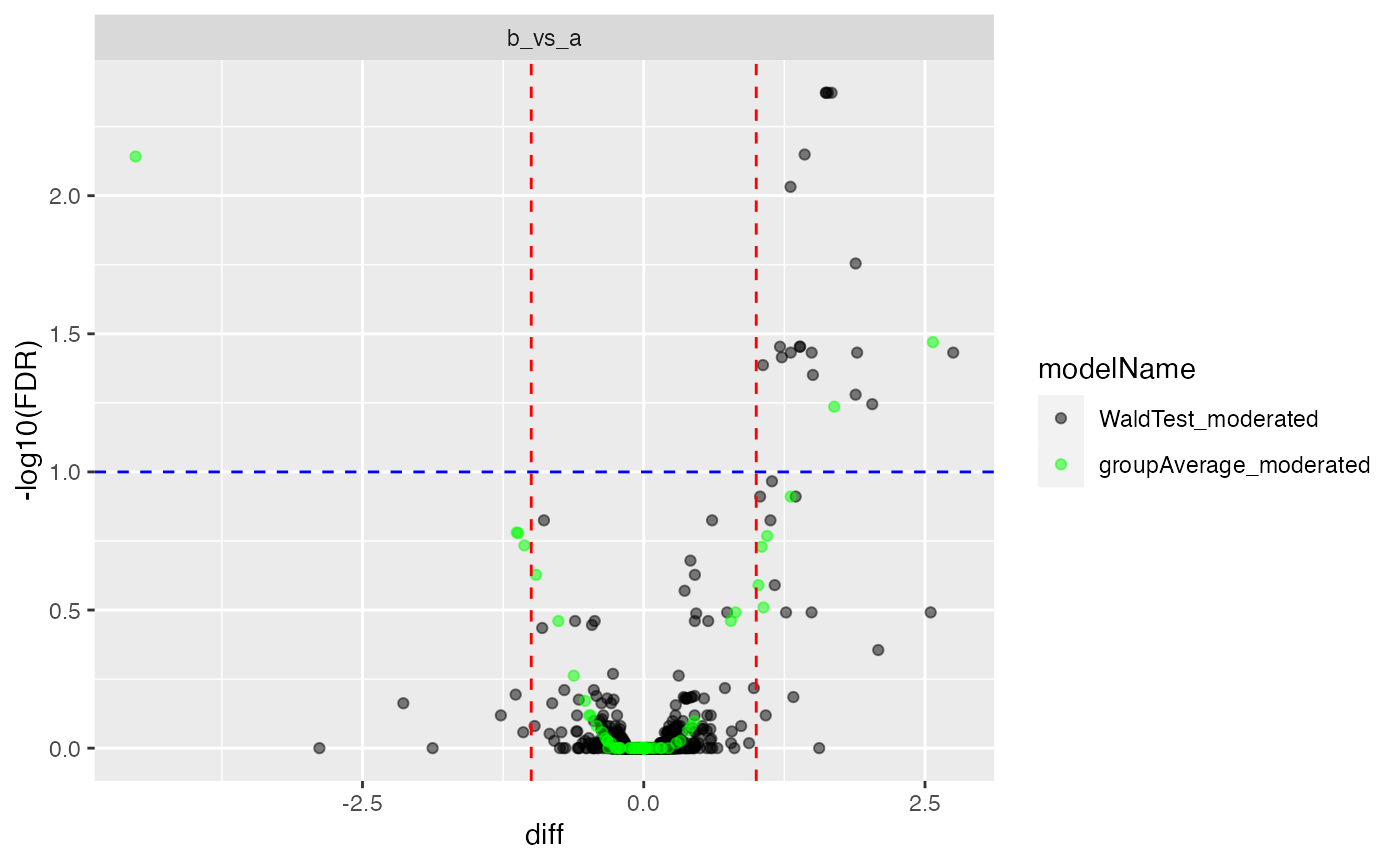 b_vs_a
2.0
1.5
1.0
0.5
0.0
-log10(FDR)
-2.5
0.0
2.5
diff
modelName
WaldTest_moderated
groupAverage_moderated